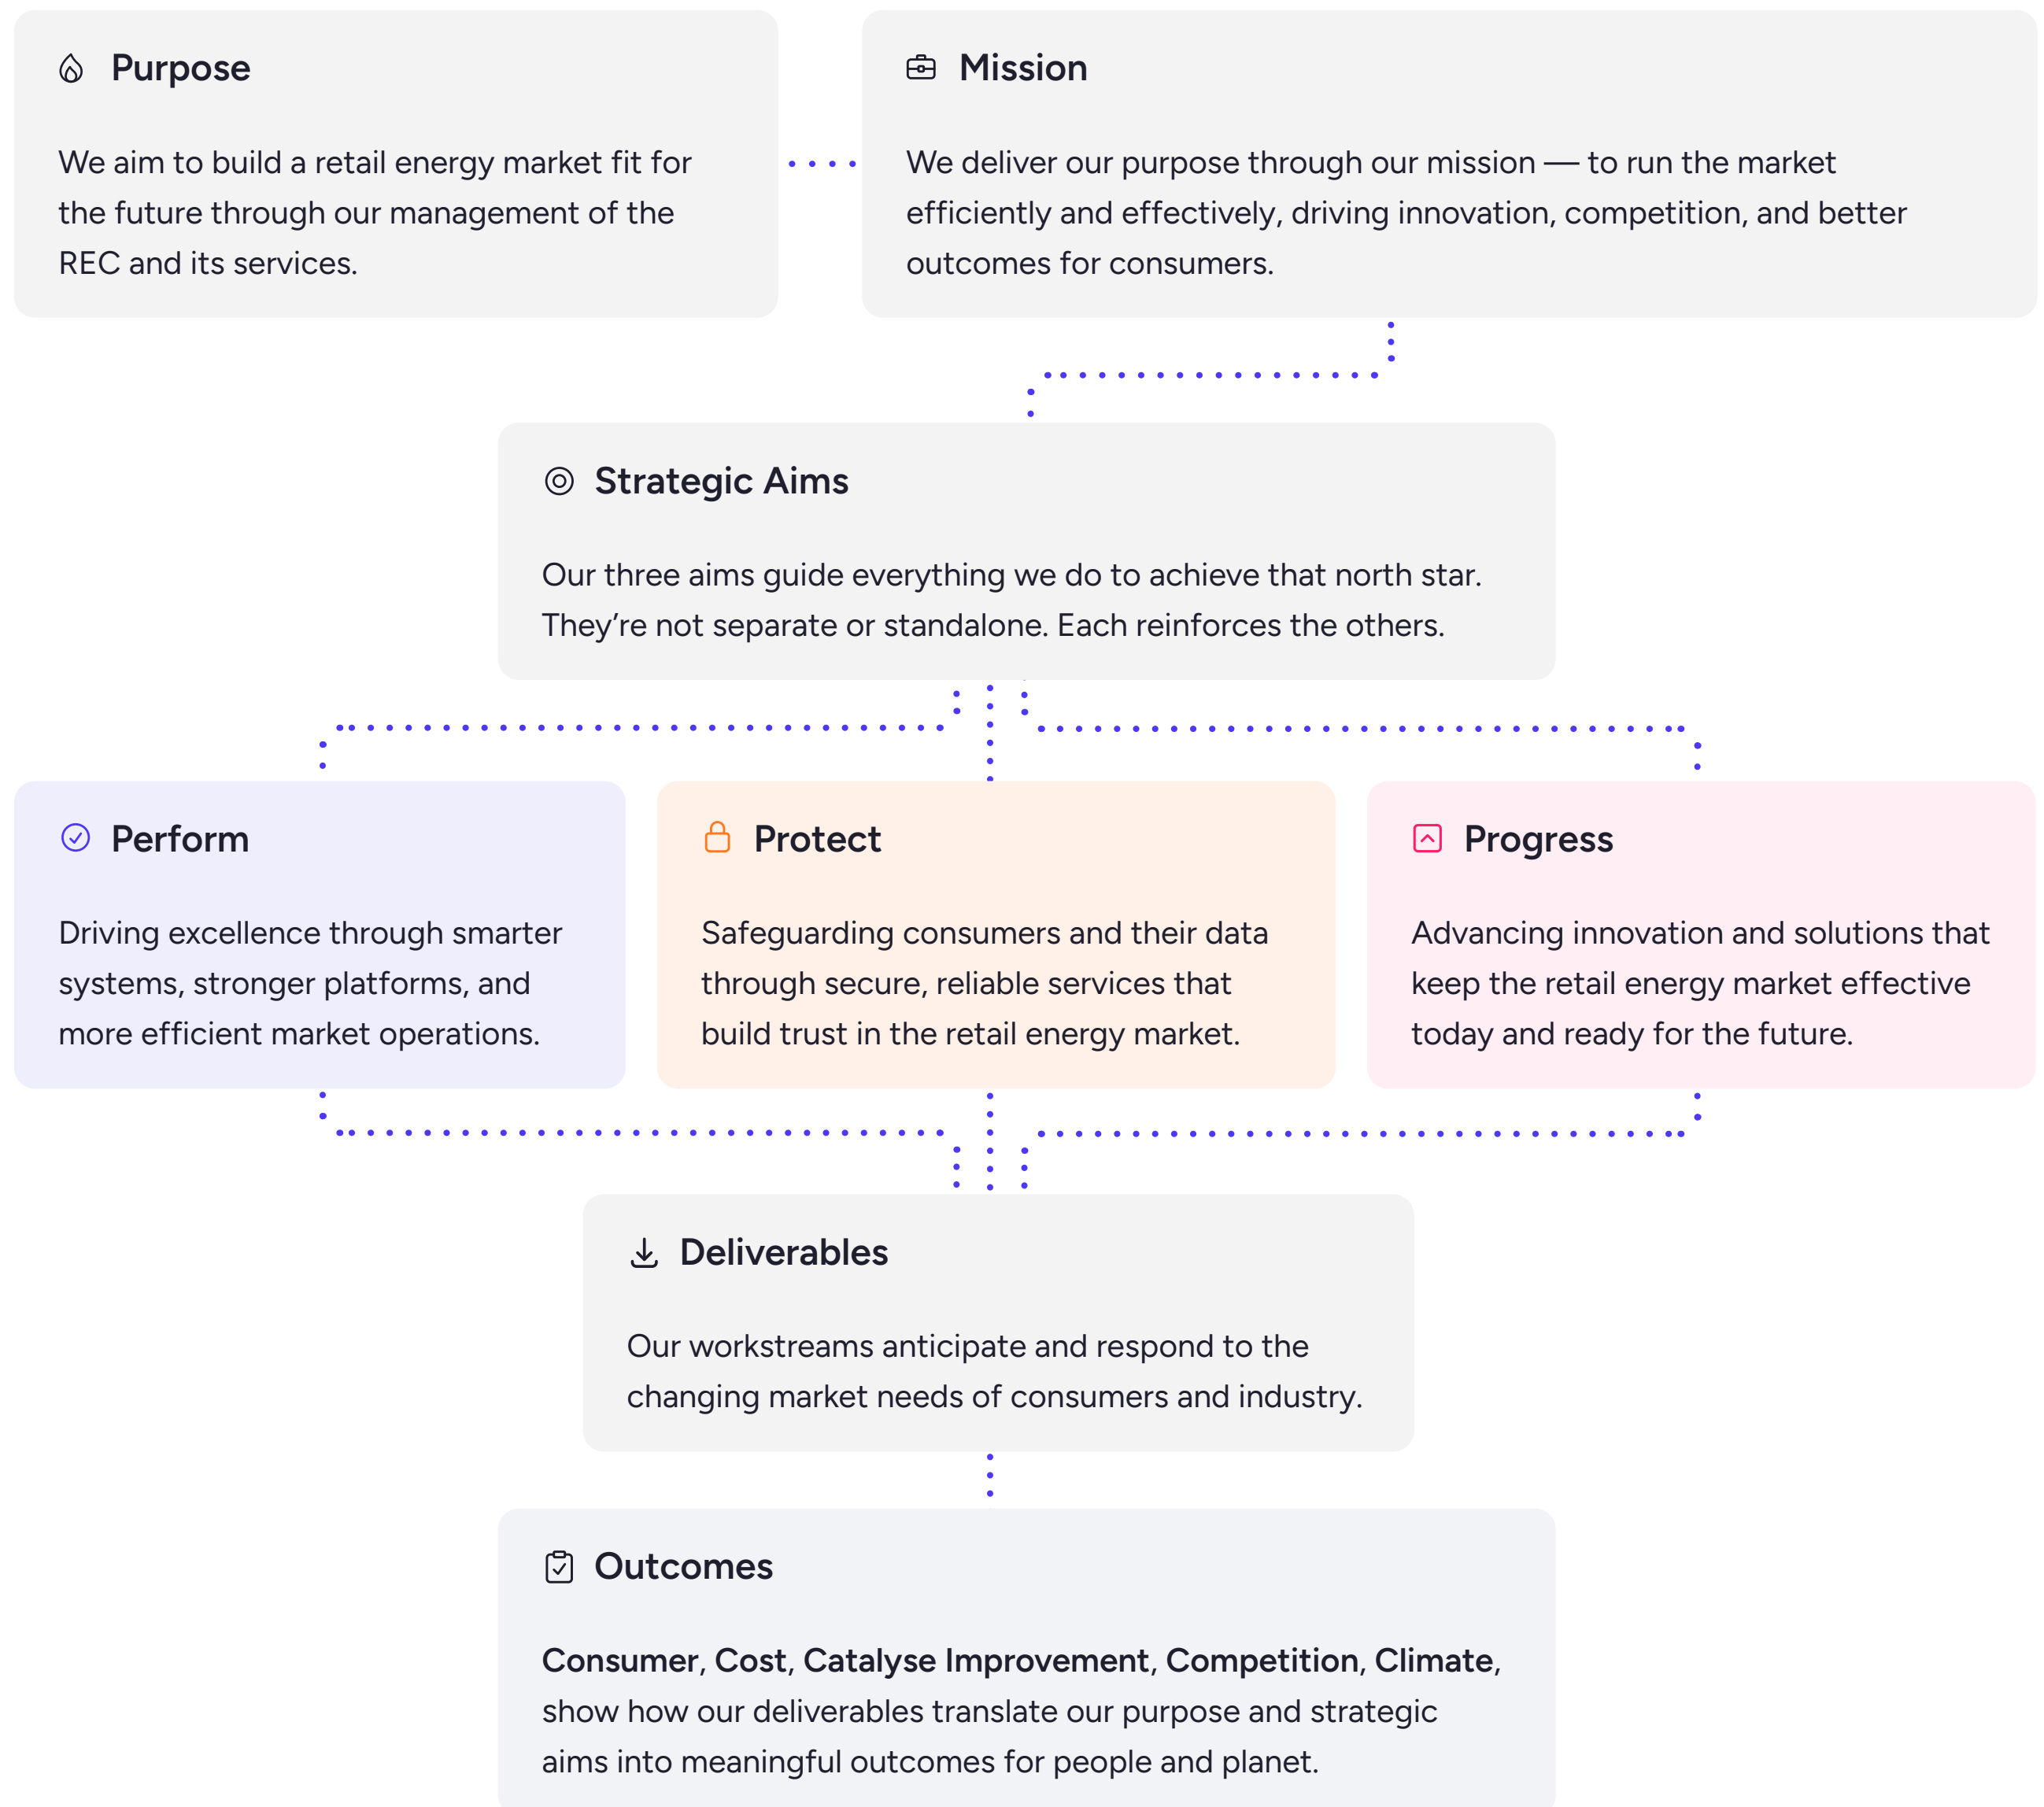 Purpose
We aim to build a retail energy market fit for
the future through our management of the
REC and its services.
Mission
We deliver our purpose through our mission — to run the market
efficiently and effectively, driving innovation, competition, and better
outcomes for consumers.
Strategic Aims
Our three aims guide everything we do to achieve that north star.
They’re not separate or standalone. Each reinforces the others.
Perform
Driving excellence through smarter
systems, stronger platforms, and
more efficient market operations.
Protect
Safeguarding consumers and their data
through secure, reliable services that
build trust in the retail energy market.
Progress
Advancing innovation and solutions that
keep the retail energy market effective
today and ready for the future.
Deliverables
Our workstreams anticipate and respond to the
changing market needs of consumers and industry.
Outcomes
Consumer, Cost, Catalyse Improvement, Competition, Climate,
show how our deliverables translate our purpose and strategic
aims into meaningful outcomes for people and planet.